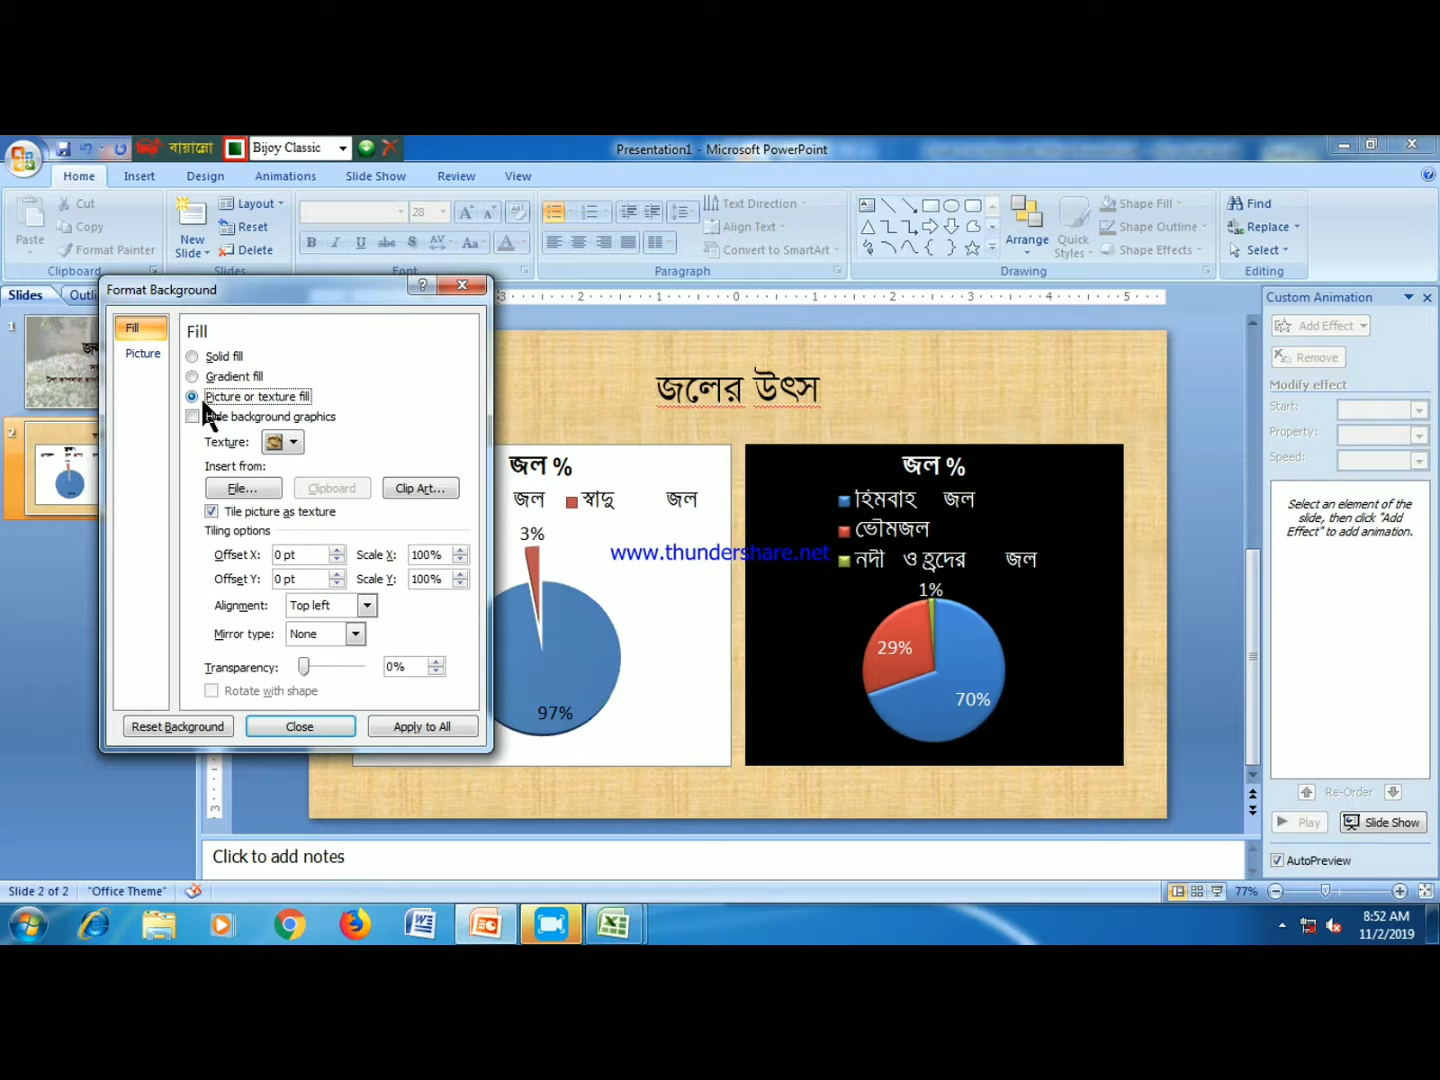 বায়ান্নো Bijoy Classic
Presentation1 - Microsoft PowerPoint
Home Insert Design Animations Slide Show Review View
Paste
Cut
Copy
Format Painter
Clipboard
New Slide
Layout
Reset
Delete
Slides
28
Font
Text Direction
Align Text
Convert to SmartArt
Paragraph
Arrange
Quick Styles
Shape Fill
Shape Outline
Shape Effects
Drawing
Find
Replace
Select
Editing
Slides
1
2
Format Background
Fill
Picture
Fill
Solid fill
Gradient fill
Picture or texture fill
background graphics
Texture:
Insert from:
File... Clipboard Clip Art...
Tile picture as texture
Tiling options
Offset X: 0 pt Scale X: 100%
Offset Y: 0 pt Scale Y: 100%
Alignment: Top left
Mirror type: None
Transparency: 0%
Rotate with shape
Reset Background Close Apply to All
জলের উৎস
জল %
জল স্বাদু জল
3%
97%
জল %
হিমবাহ জল
ভৌমজল
নদী ও হ্রদের জল
1%
29%
70%
www.thundershare.net
Custom Animation
Add Effect
Remove
Modify effect
Start:
Property:
Speed:
Select an element of the
slide, then click "Add
Effect" to add animation.
Re-Order
Play Slide Show
AutoPreview
Click to add notes
Slide 2 of 2 "Office Theme" 77%
8:52 AM
11/2/2019